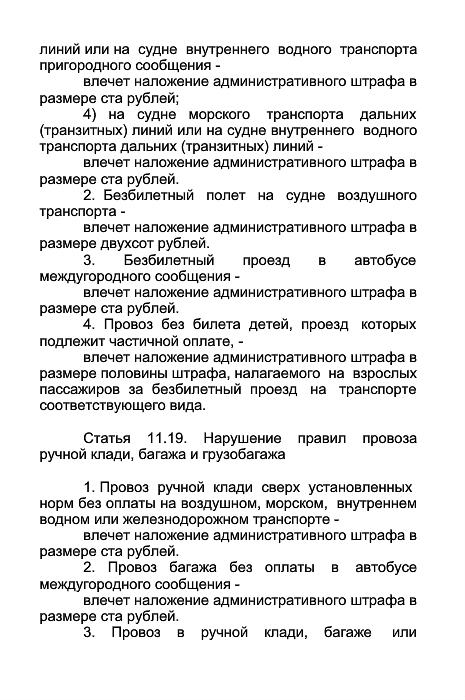 линий или на судне внутреннего водного транспорта
пригородного сообщения -
влечет наложение административного штрафа в
размере ста рублей;
4) на судне морского транспорта дальних
(транзитных) линий или на судне внутреннего водного
транспорта дальних (транзитных) линий -
влечет наложение административного штрафа в
размере ста рублей.
2. Безбилетный полет на судне воздушного
транспорта -
влечет наложение административного штрафа в
размере двухсот рублей.
3. Безбилетный проезд в автобусе
междугородного сообщения -
влечет наложение административного штрафа в
размере ста рублей.
4. Провоз без билета детей, проезд которых
подлежит частичной оплате, -
влечет наложение административного штрафа в
размере половины штрафа, налагаемого на взрослых
пассажиров за безбилетный проезд на транспорте
соответствующего вида.
Статья 11.19. Нарушение правил провоза
ручной клади, багажа и грузобагажа
1. Провоз ручной клади сверх установленных
норм без оплаты на воздушном, морском, внутреннем
водном или железнодорожном транспорте -
влечет наложение административного штрафа в
размере ста рублей.
2. Провоз багажа без оплаты в автобусе
междугородного сообщения -
влечет наложение административного штрафа в
размере ста рублей.
3. Провоз в ручной клади, багаже или